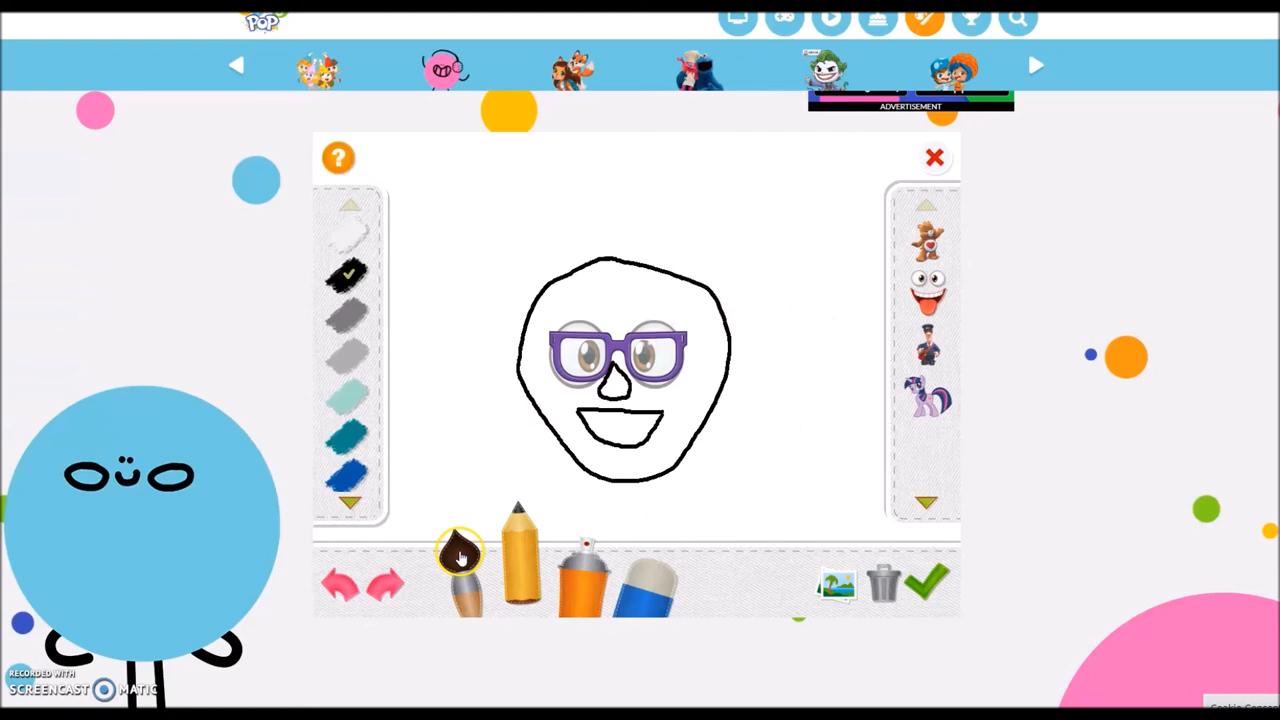 POP
ADVERTISEMENT
?
RECORDED WITH
SCREENCAST MATIC